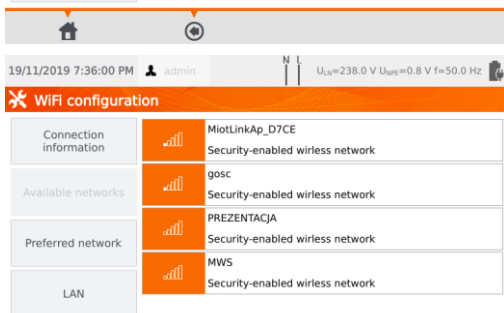 19/11/2019 7:36:00 PM admin N L ULN=238.0 V UNPE=0.8 V f=50.0 Hz
WiFi configuration
Connection
information
Available networks
Preferred network
LAN
MiotLinkAp_D7CE
Security-enabled wirless network
gosc
Security-enabled wirless network
PREZENTACJA
Security-enabled wirless network
MWS
Security-enabled wirless network